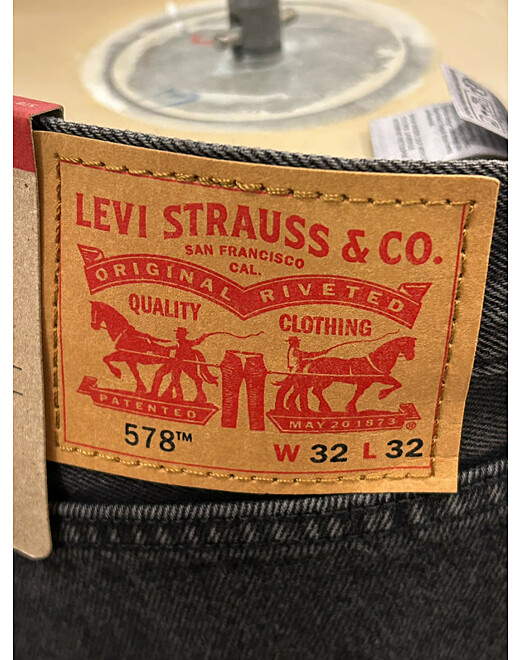 LEVI STRAUSS & CO.
SAN FRANCISCO
CAL.
ORIGINAL RIVETED
QUALITY CLOTHING
PATENTED MAY 20 1873 ®
578™ W 32 L 32